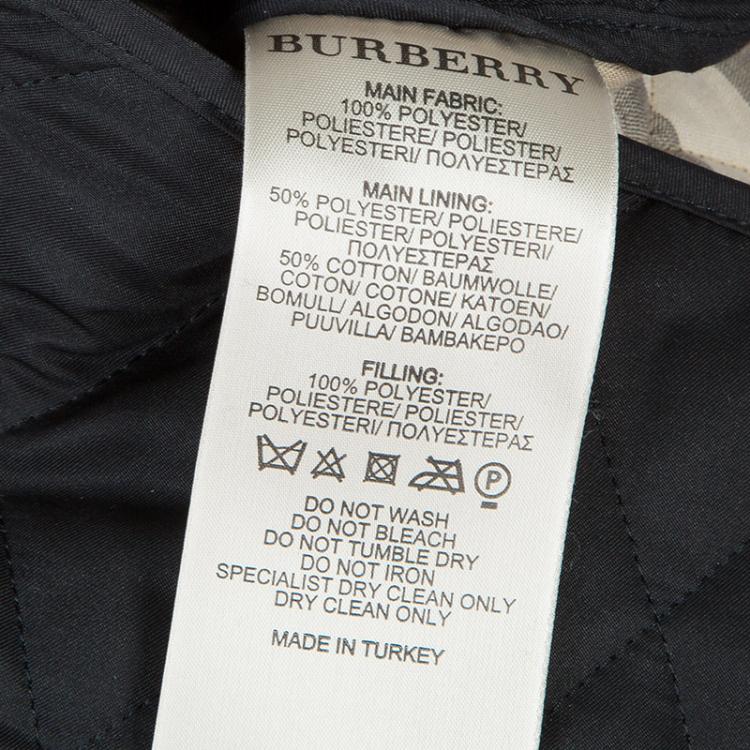 BURBERRY
MAIN FABRIC:
100% POLYESTER/
POLIESTERE/ POLIESTER/
POLYESTERI/ ΠΟΛΥΕΣΤΕΡΑΣ
MAIN LINING:
50% POLYESTER/ POLIESTERE/
POLIESTER/ POLYESTERI/
ΠΟΛΥΕΣΤΕΡΑΣ
50% COTTON/ BAUMWOLLE/
COTON/ COTONE/ KATOEN/
BOMULL/ ALGODON/ ALGODAO/
PUUVILLA/ ΒΑΜΒΑΚΕΡΟ
FILLING:
100% POLYESTER/
POLIESTERE/ POLIESTER/
POLYESTERI/ ΠΟΛΥΕΣΤΕΡΑΣ
P
DO NOT WASH
DO NOT BLEACH
DO NOT TUMBLE DRY
DO NOT IRON
SPECIALIST DRY CLEAN ONLY
DRY CLEAN ONLY
MADE IN TURKEY